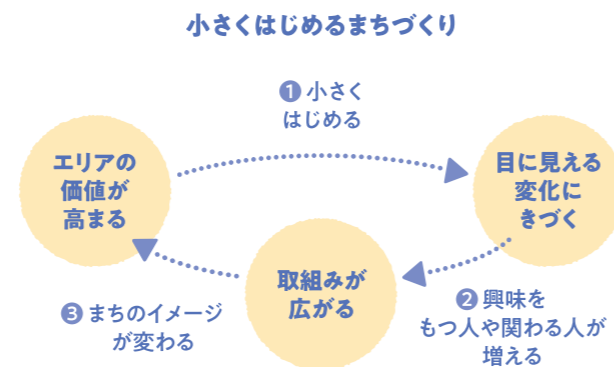 小さくはじめるまちづくり
❶ 小さく
はじめる
エリアの
価値が
高まる
目に見える
変化に
きづく
取組みが
広がる
❷ 興味を
もつ人や関わる人が
増える
❸ まちのイメージ
が変わる